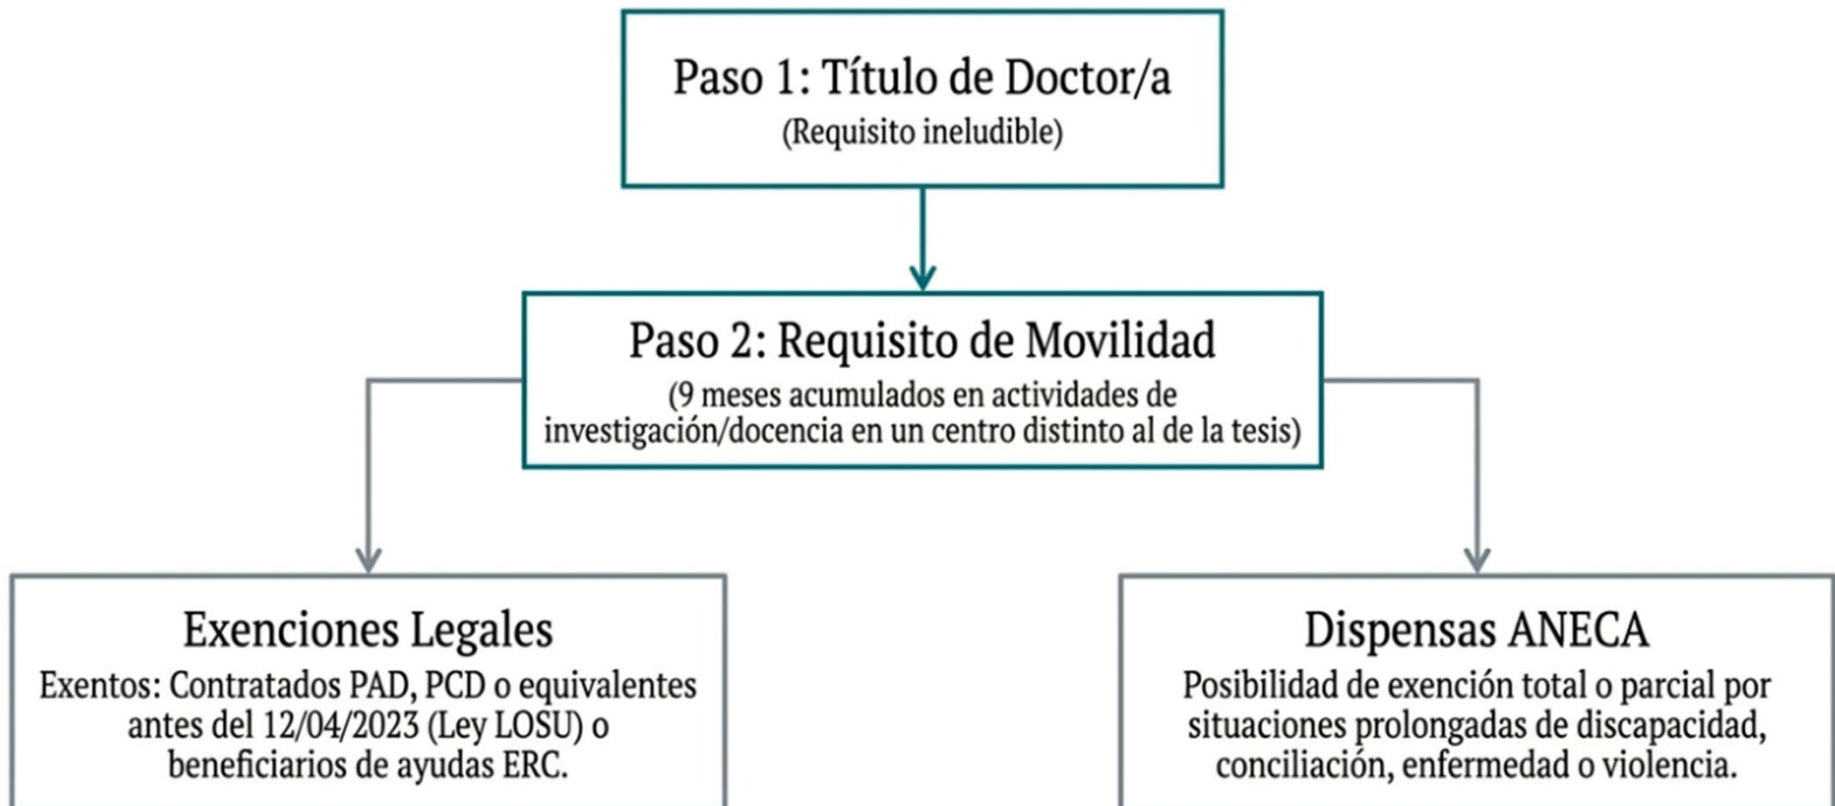 Paso 1: Título de Doctor/a
(Requisito ineludible)
Paso 2: Requisito de Movilidad
(9 meses acumulados en actividades de
investigación/docencia en un centro distinto al de la tesis)
Exenciones Legales
Exentos: Contratados PAD, PCD o equivalentes
antes del 12/04/2023 (Ley LOSU) o
beneficiarios de ayudas ERC.
Dispensas ANECA
Posibilidad de exención total o parcial por
situaciones prolongadas de discapacidad,
conciliación, enfermedad o violencia.